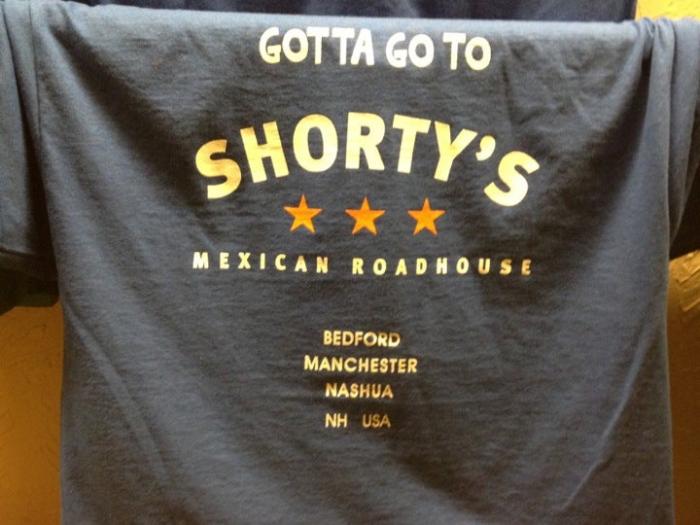 GOTTA GO TO
SHORTY'S
MEXICAN ROADHOUSE
BEDFORD
MANCHESTER
NASHUA
NH USA